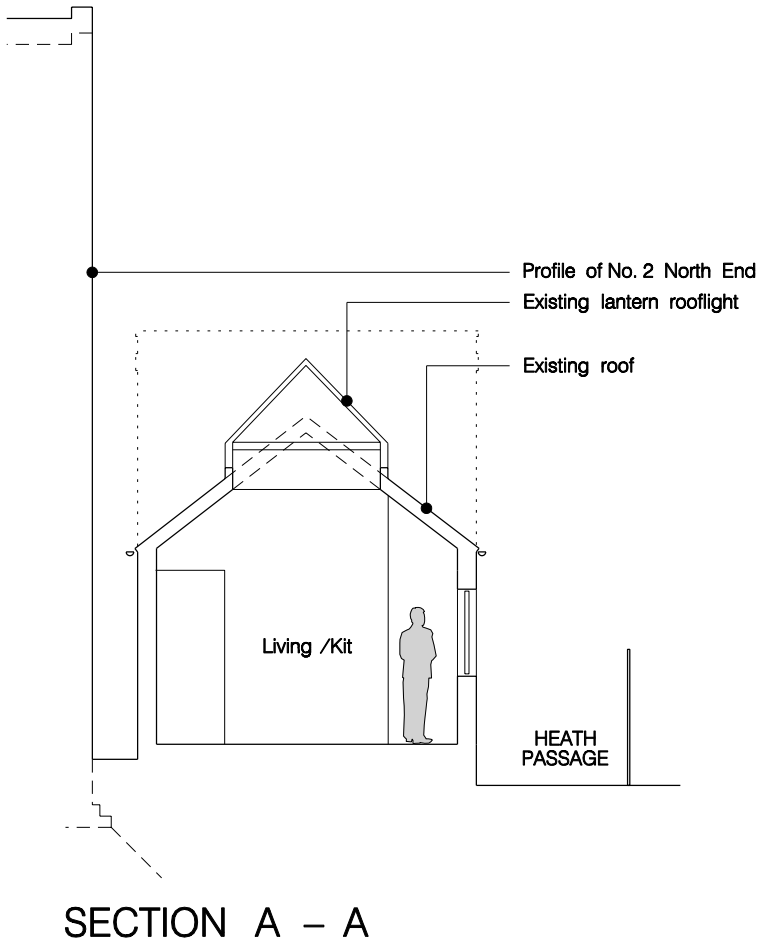 Profile of No. 2 North End
Existing lantern rooflight
Existing roof
Living /Kit
HEATH
PASSAGE
SECTION A – A